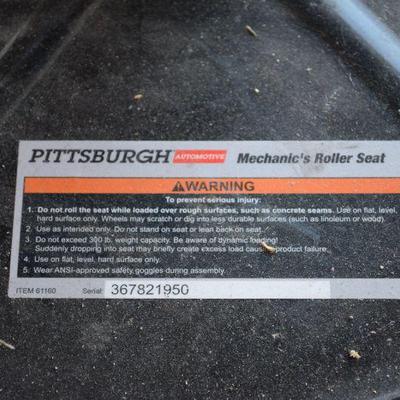 PITTSBURGH AUTOMOTIVE Mechanic's Roller Seat
WARNING
To prevent serious injury:
1. Do not roll the seat while loaded over rough surfaces, such as concrete seams. Use on flat, level,
hard surface only. Wheels may scratch or dig into less durable surfaces (such as linoleum or wood).
2. Use as intended only. Do not stand on seat or lean back on seat.
3. Do not exceed 300 lb. weight capacity. Be aware of dynamic loading!
Suddenly dropping into seat may briefly create excess load causing product failure.
4. Use on flat, level, hard surface only.
5. Wear ANSI-approved safety goggles during assembly.
ITEM 61160 Serial: 367821950